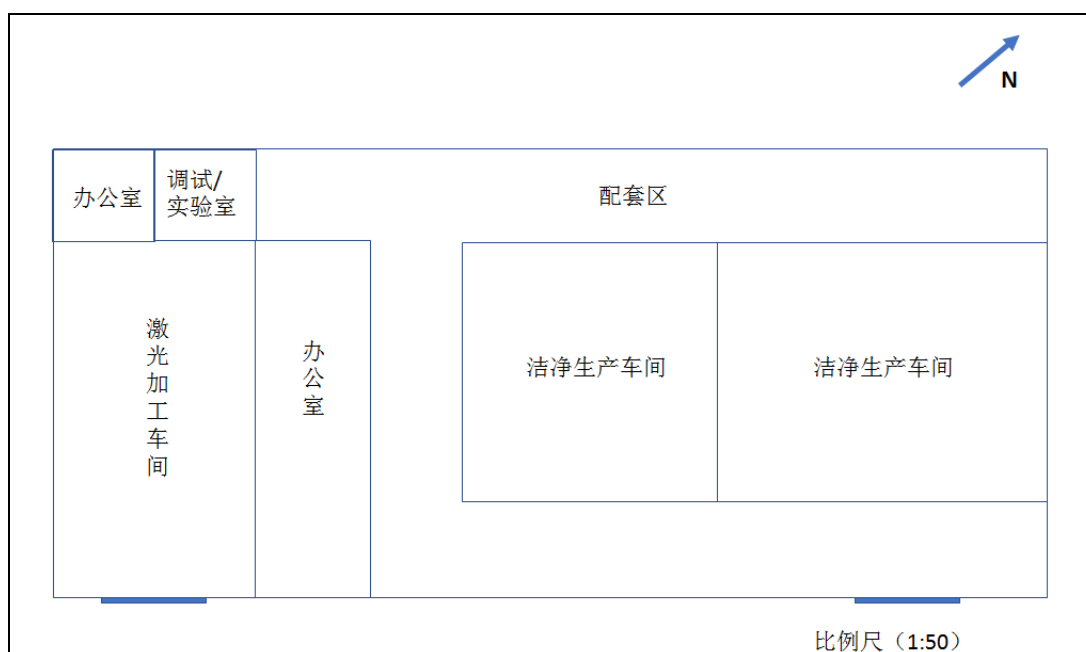 N
办公室
调试/
实验室
配套区
激光加工车间
办公室
洁净生产车间
洁净生产车间
比例尺（1:50）